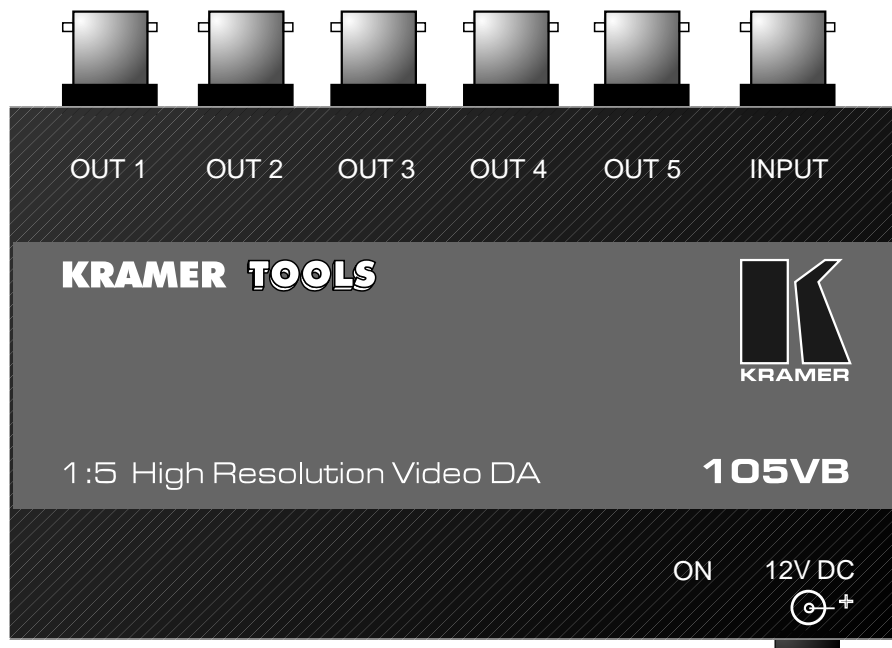 OUT 1 OUT 2 OUT 3 OUT 4 OUT 5 INPUT
KRAMER TOOLS
KRAMER
1:5 High Resolution Video DA 105VB
ON 12V DC
+